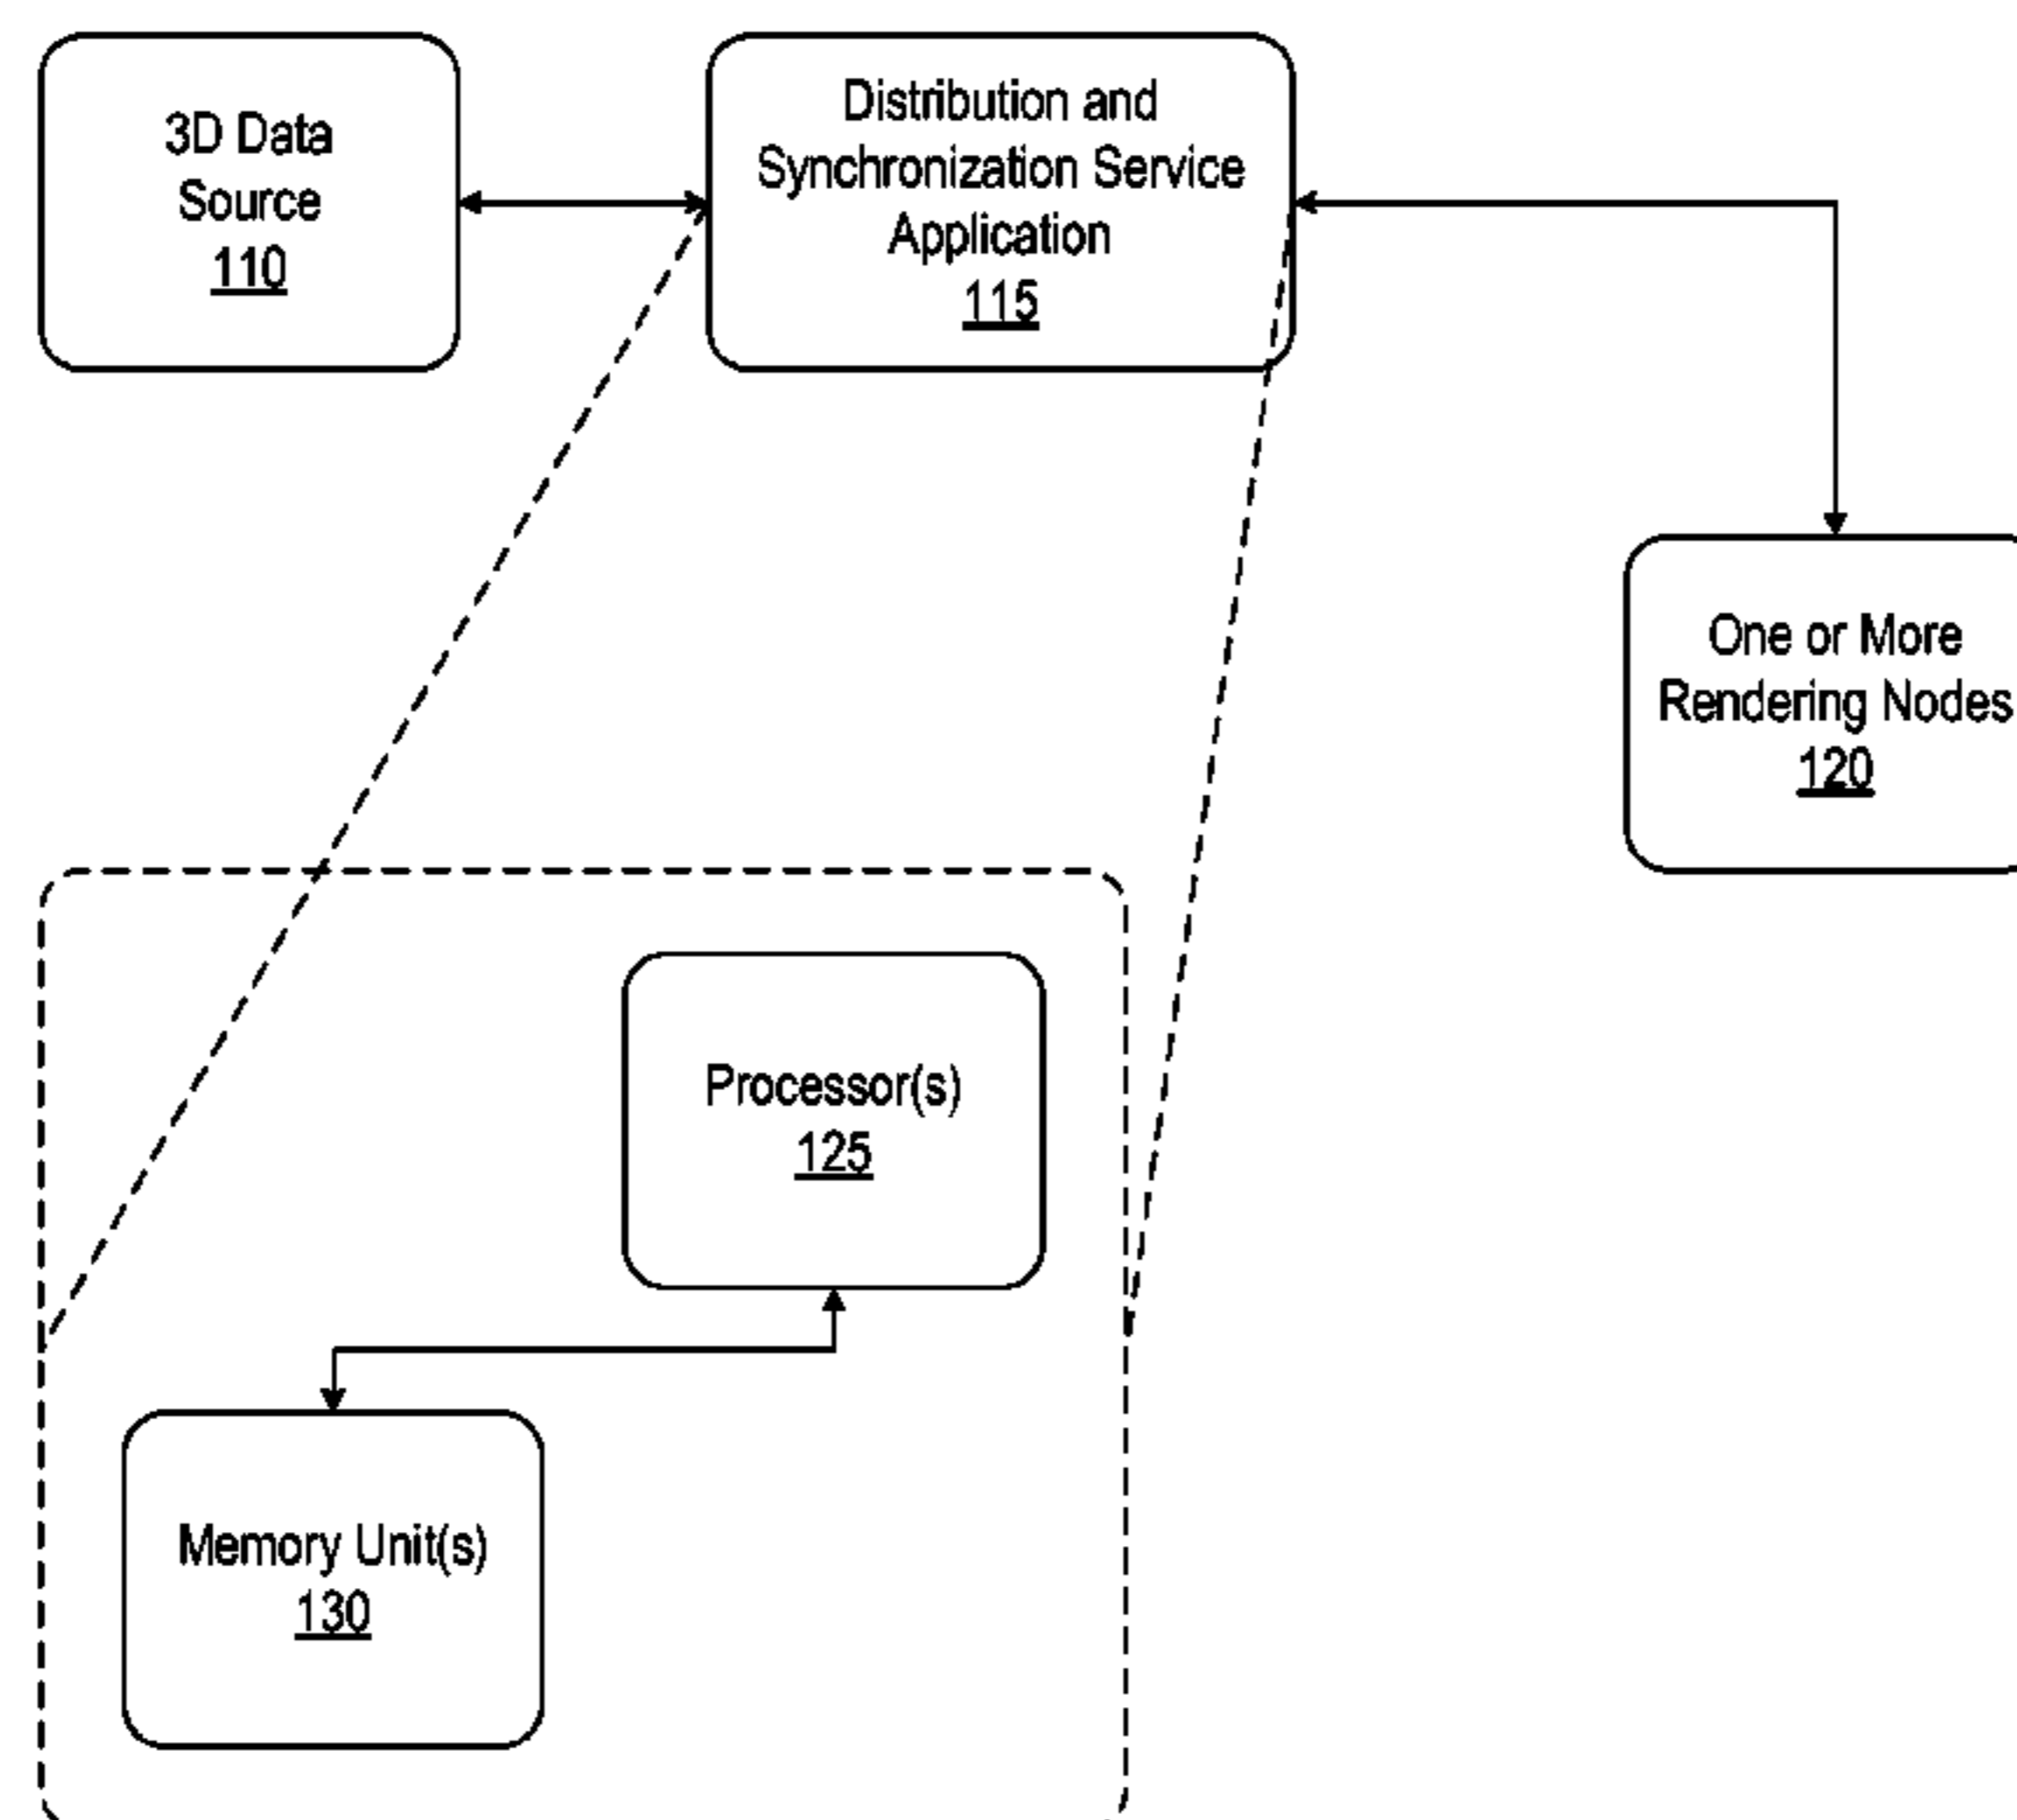 3D Data
Source
110
Distribution and
Synchronization Service
Application
115
One or More
Rendering Nodes
120
Processor(s)
125
Memory Unit(s)
130